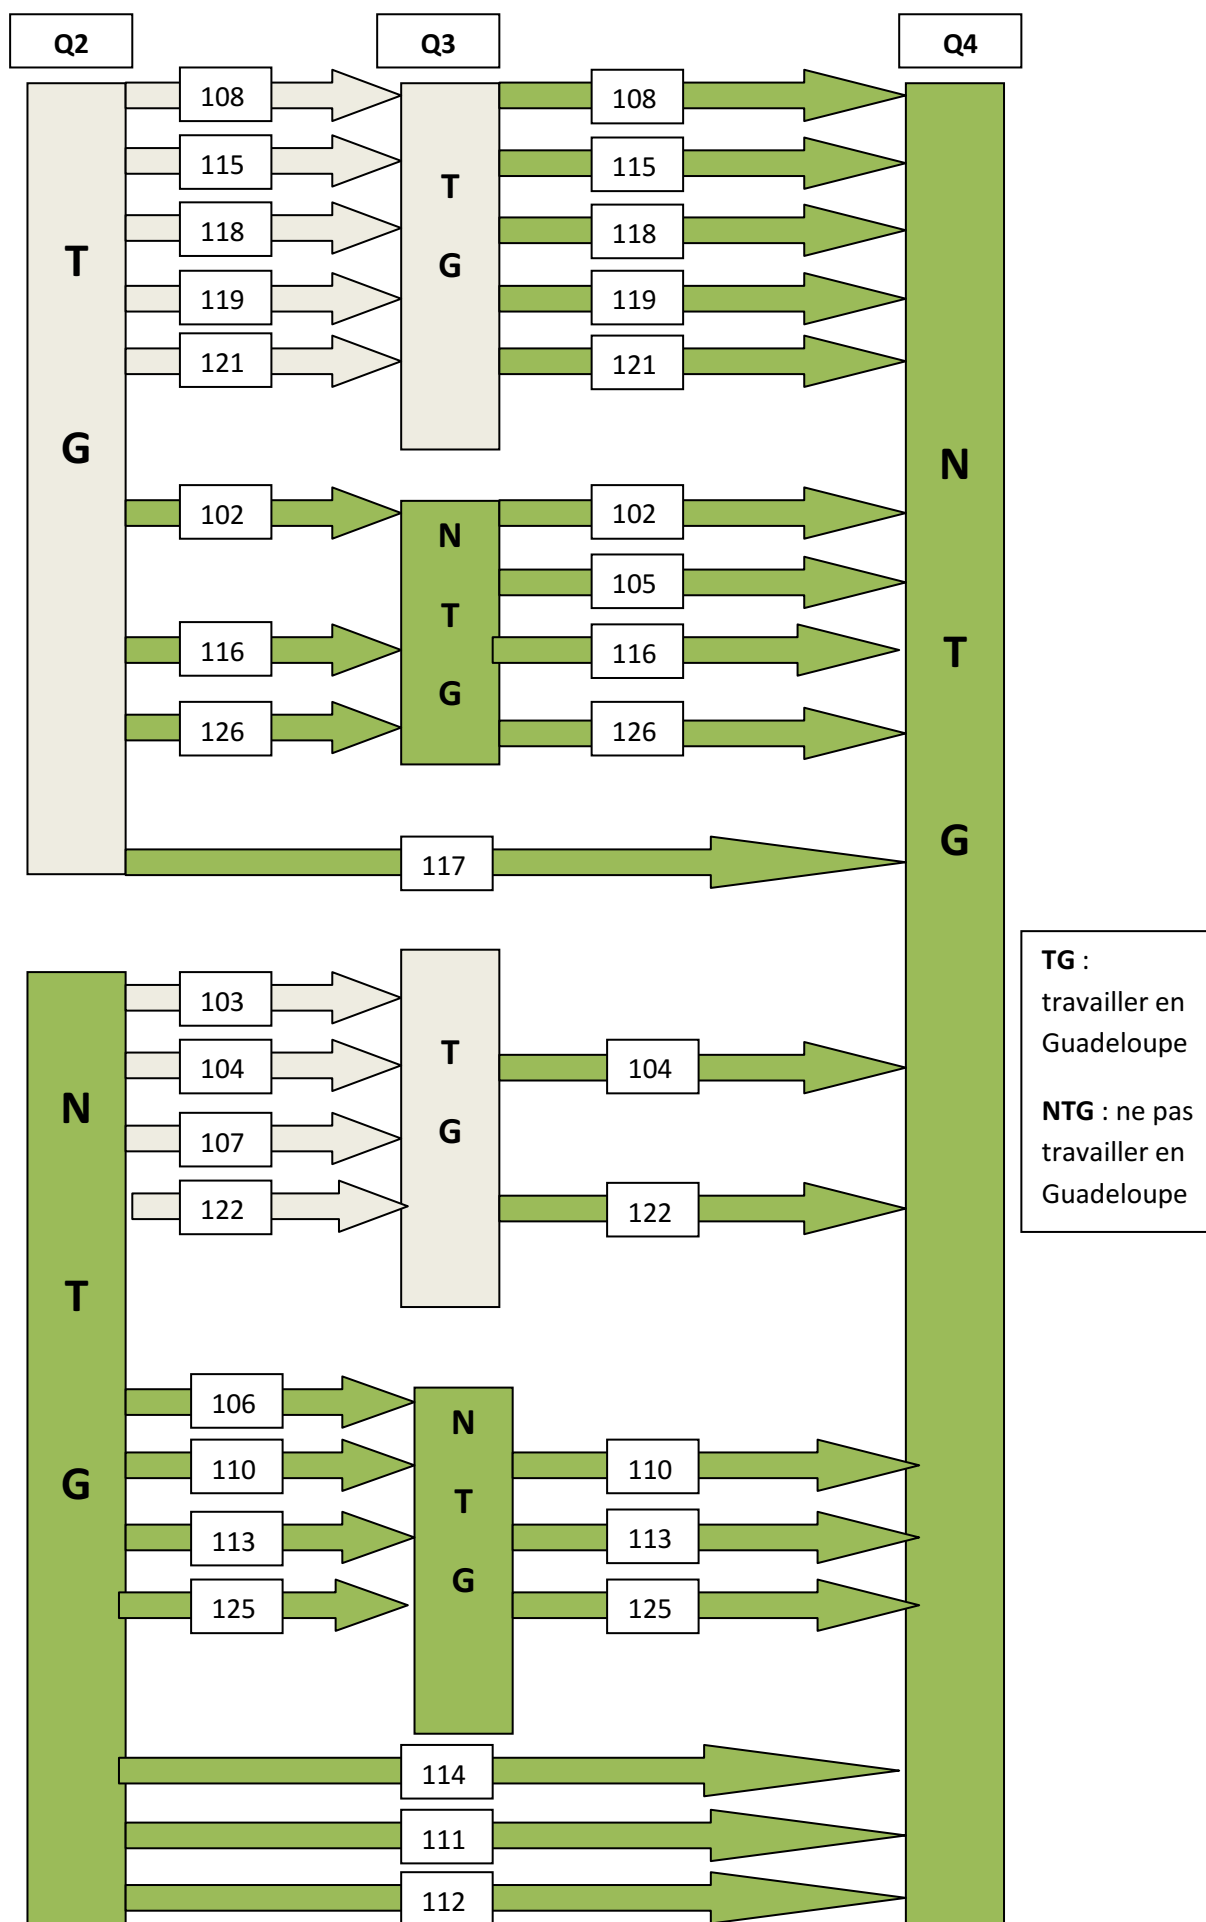 Q2 Q3 Q4
108 108
115 115
118 118
119 119
121 121
T
G
T
G
102 102
105
116 116
126 126
N
T
G
117
N
T
G
103
104 104
107
122 122
T
G
N
T
G
106
110 110
113 113
125 125
N
T
G
114
111
112
TG :
travailler en
Guadeloupe
NTG : ne pas
travailler en
Guadeloupe